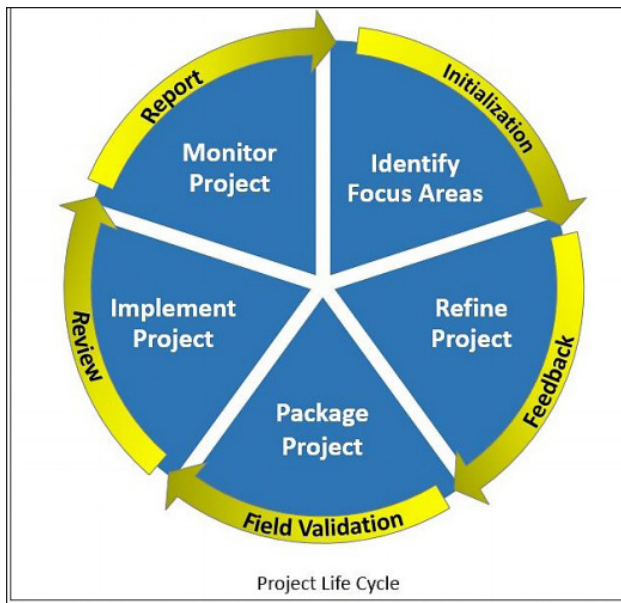 Report
Initialization
Monitor
Project
Identify
Focus Areas
Implement
Project
Refine
Project
Review
Feedback
Package
Project
Field Validation
Project Life Cycle